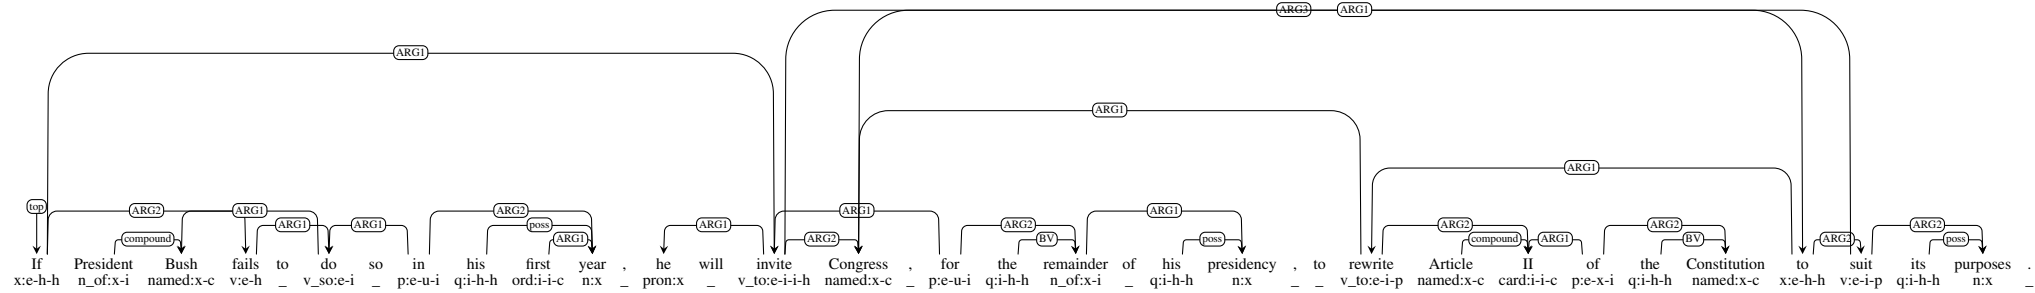 ARG3 ARG1
ARG1
ARG1
ARG1
top ARG2 ARG1 ARG2 ARG1 ARG1
ARG1 ARG1 poss ARG1 ARG2 ARG2 ARG2 ARG2
compound ARG1 ARG2 BV poss compound ARG1 BV ARG2 poss
If President Bush fails to do so in his first year , he will invite Congress , for the remainder of his presidency , to rewrite Article II of the Constitution to suit its purposes .
x:e-h-h n_of:x-i named:x-c v:e-h _ v_so:e-i _ p:e-u-i q:i-h-h ord:i-i-c n:x _ pron:x _ v_to:e-i-i-h named:x-c _ p:e-u-i q:i-h-h n_of:x-i _ q:i-h-h n:x _ _ v_to:e-i-p named:x-c card:i-i-c p:e-x-i q:i-h-h named:x-c x:e-h-h v:e-i-p q:i-h-h n:x _